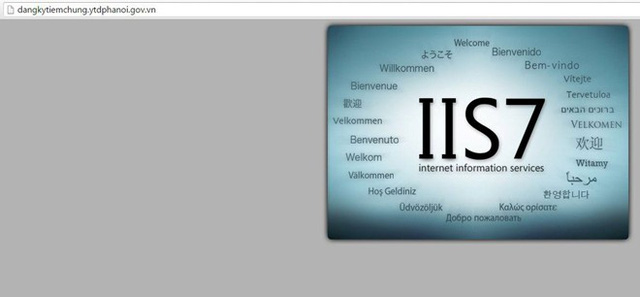 dangkytiemchung.ytdphanoi.gov.vn
Welcome
ようこそ
Bienvenido
Willkommen
Bem-vindo
Vítejte
Bienvenue
Tervetuloa
歡迎
ברוכים הבאים
Velkommen
VELKOMEN
IIS7
internet information services
Benvenuto
欢迎
Welkom
Witamy
Välkommen
مرحباً
Hoş Geldiniz
환영합니다
Üdvözöljük
Καλώς ορίσατε
Добро пожаловать